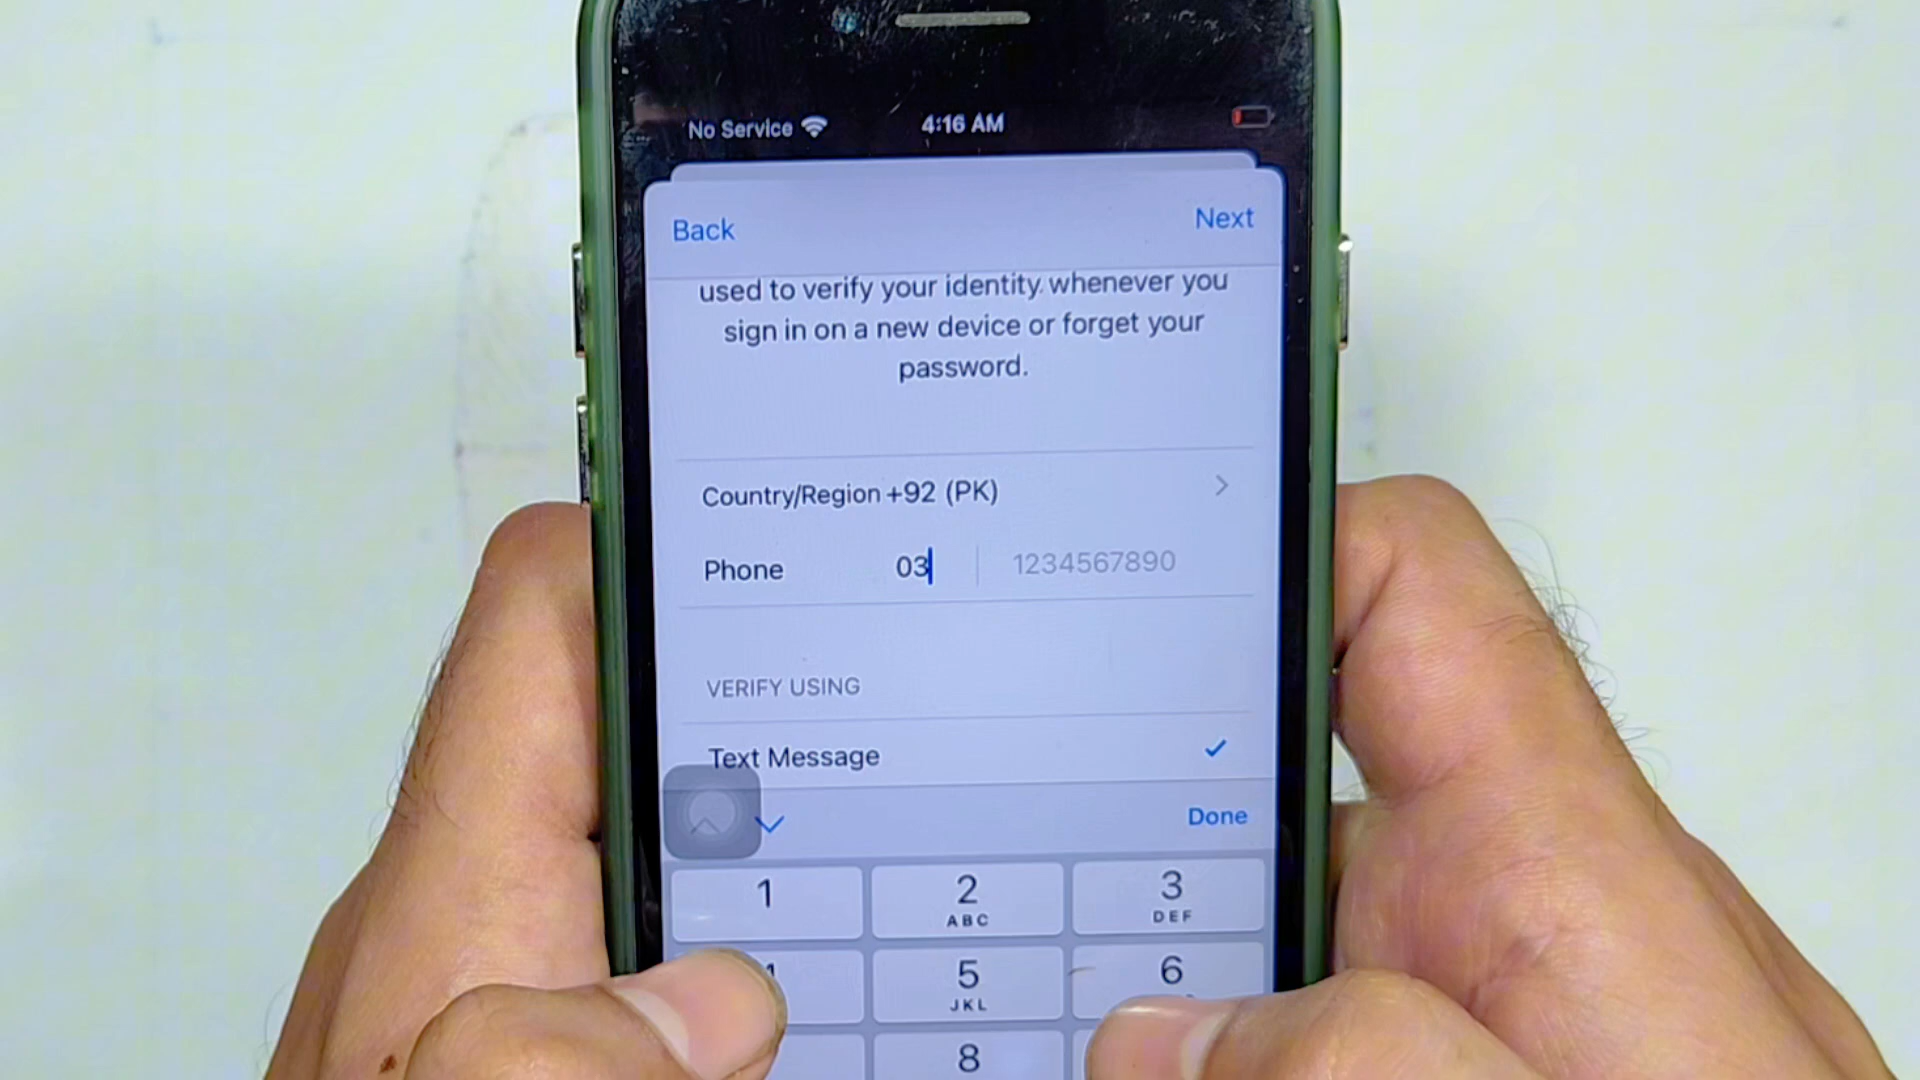 No Service 4:16 AM
Back Next
used to verify your identity whenever you
sign in on a new device or forget your
password.
Country/Region +92 (PK)
Phone 03 1234567890
VERIFY USING
Text Message
Done
1 2 3
ABC DEF
5 6
JKL
8